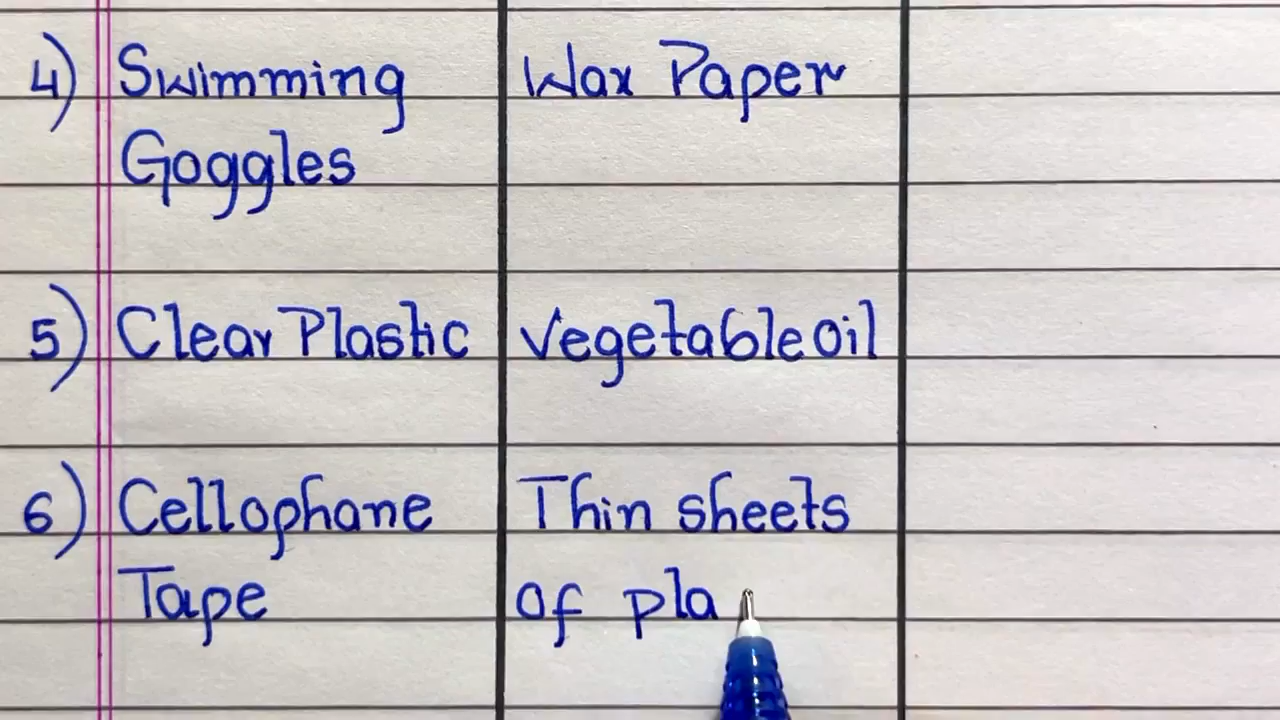 4) Swimming Wax Paper
Goggles
5) Clear Plastic Vegetable oil
6) Cellophane Thin sheets
Tape of pla